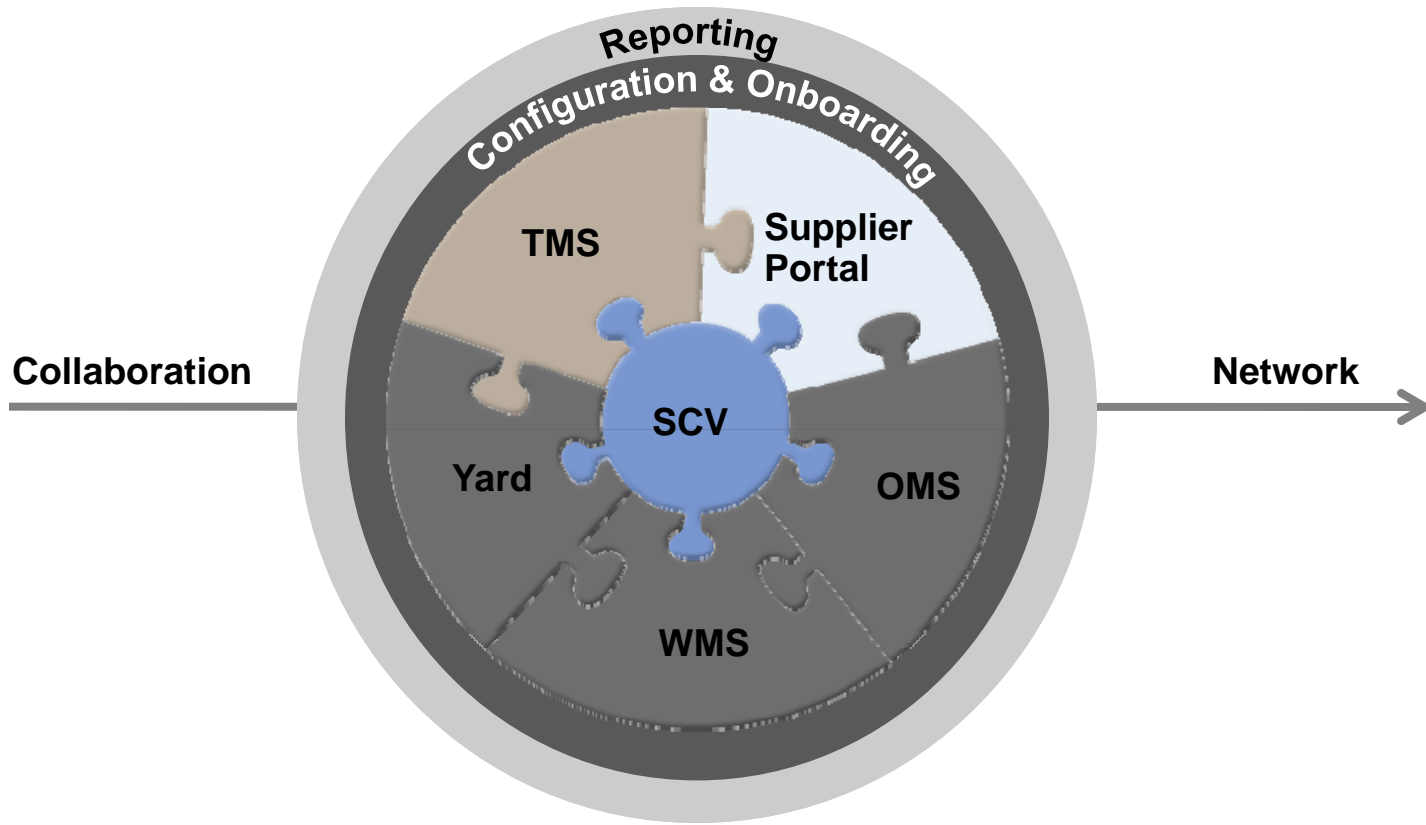 Reporting
Configuration & Onboarding
TMS
Supplier
Portal
Collaboration
Network
SCV
Yard
OMS
WMS